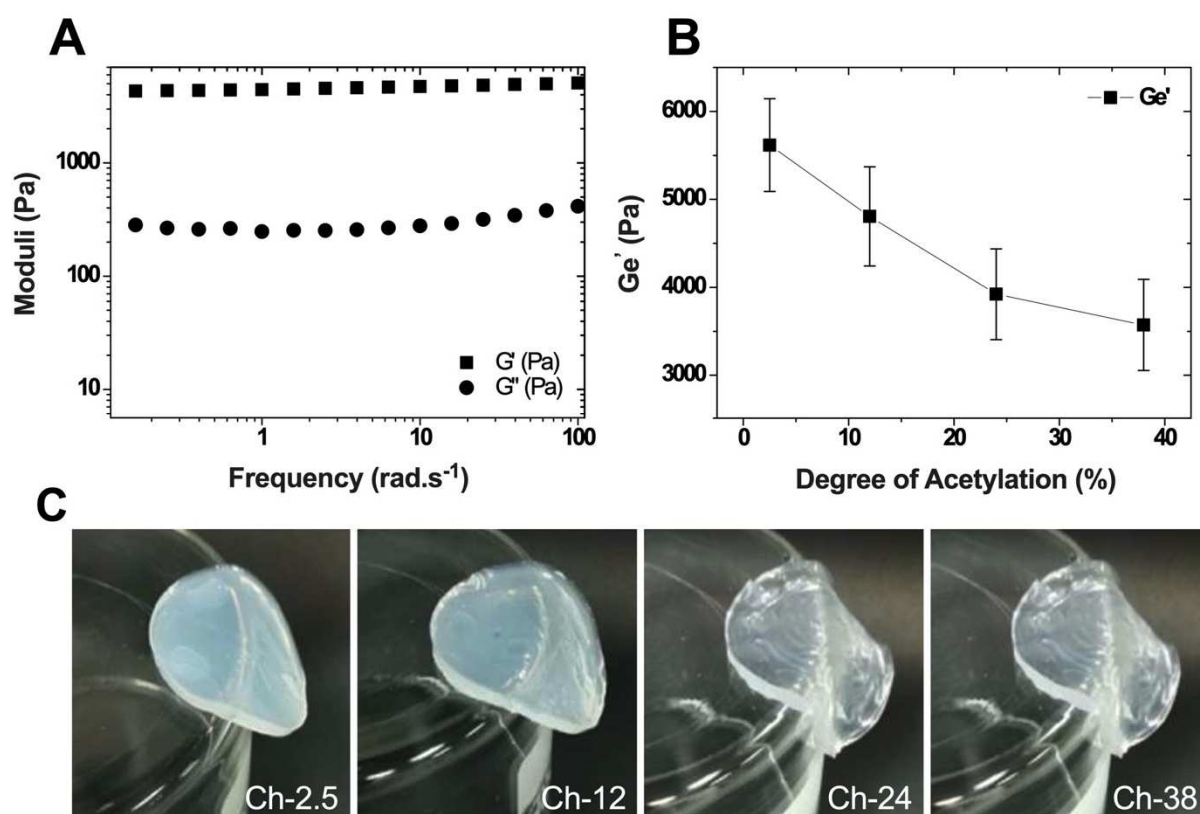 A
Moduli (Pa)
1000
100
10
G' (Pa)
G" (Pa)
1
10
100
Frequency (rad.s-1)
B
Ge' (Pa)
6000
5000
4000
3000
Ge'
0
10
20
30
40
Degree of Acetylation (%)
C
Ch-2.5
Ch-12
Ch-24
Ch-38